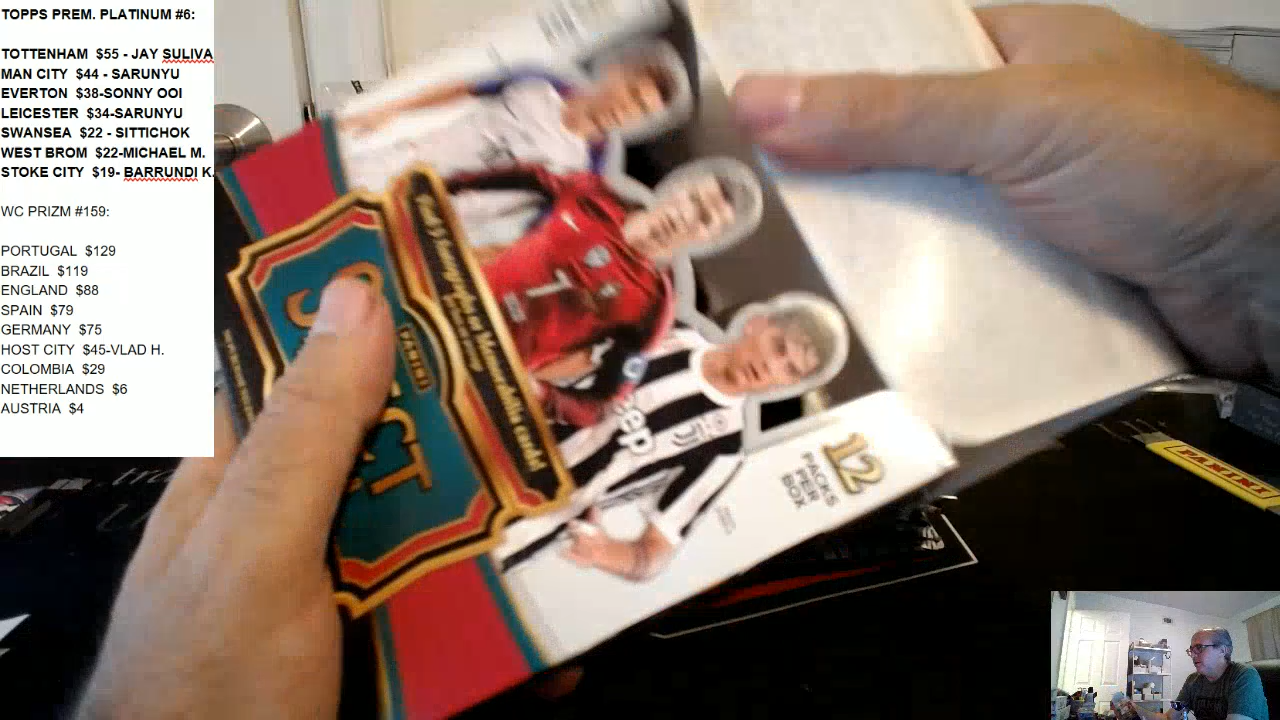 TOPPS PREM. PLATINUM #6:
TOTTENHAM $55 - JAY SULIVA
MAN CITY $44 - SARUNYU
EVERTON $38-SONNY OOI
LEICESTER $34-SARUNYU
SWANSEA $22 - SITTICHOK
WEST BROM $22-MICHAEL M.
STOKE CITY $19- BARRUNDI K.
WC PRIZM #159:
PORTUGAL $129
BRAZIL $119
ENGLAND $88
SPAIN $79
GERMANY $75
HOST CITY $45-VLAD H.
COLOMBIA $29
NETHERLANDS $6
AUSTRIA $4
PANINI
7
Jeep
12
PACKS
PER
BOX
PANINI